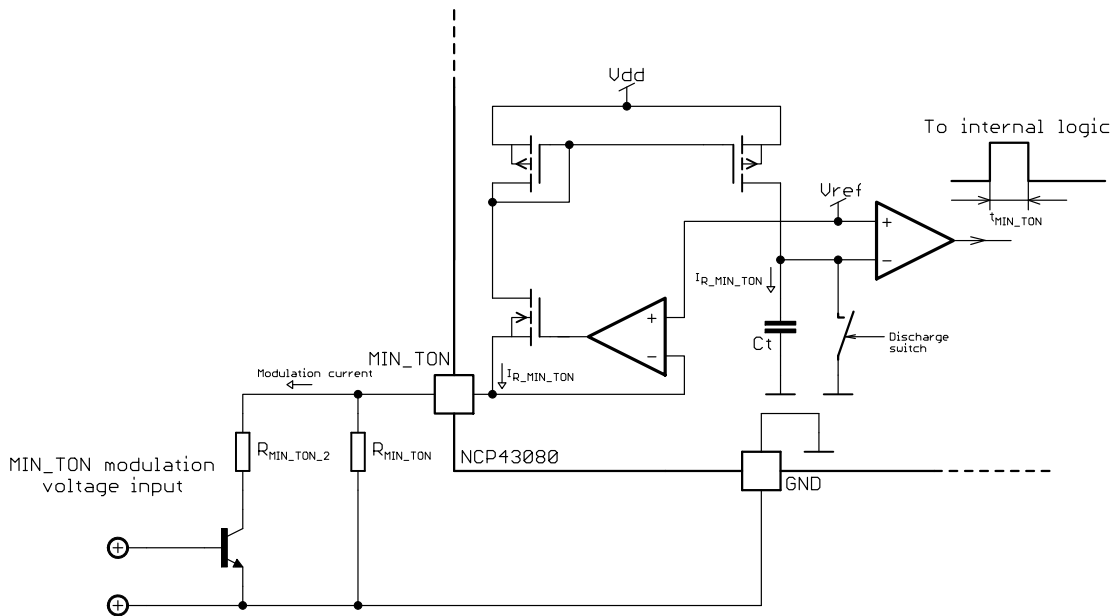 Vdd
To internal logic
Vref
tMIN_TON
+
−
IR_MIN_TON
+
−
Ct
Discharge
switch
MIN_TON
Modulation current
IR_MIN_TON
RMIN_TON_2
RMIN_TON
NCP43080
MIN_TON modulation
voltage input
GND